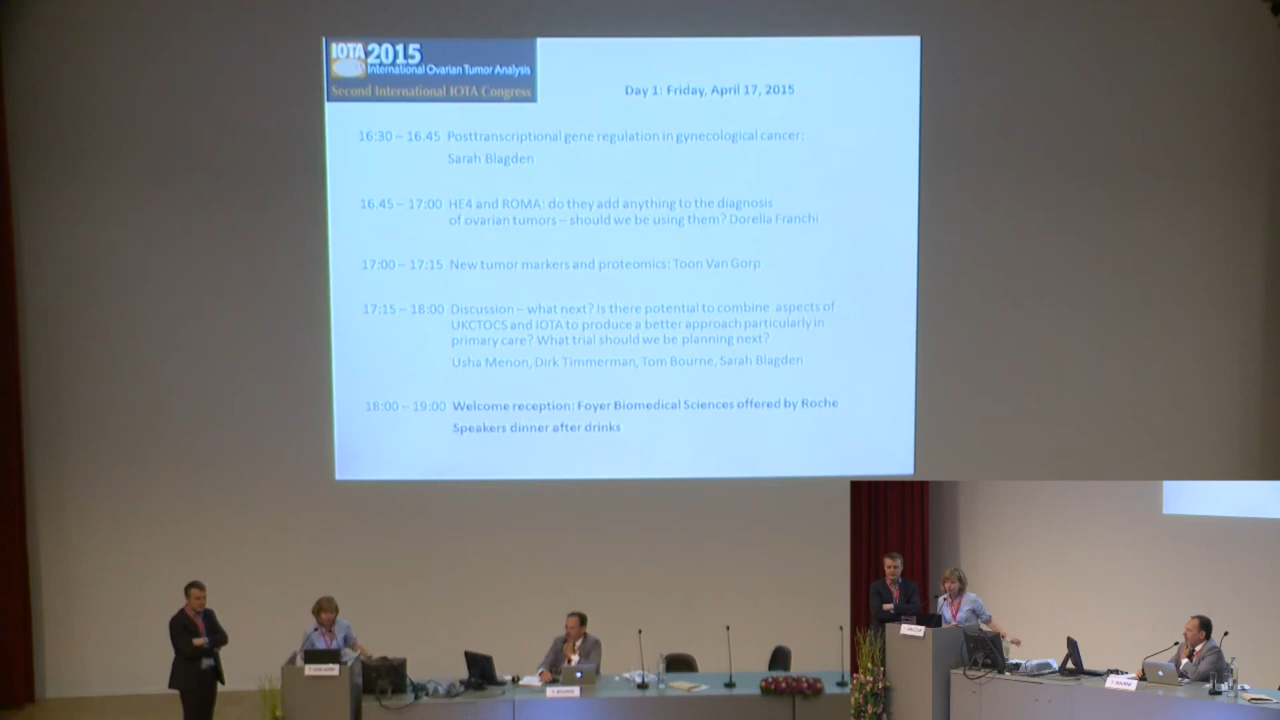 IOTA 2015
International Ovarian Tumor Analysis
Second International IOTA Congress
Day 1: Friday, April 17, 2015
16:30 – 16.45 Posttranscriptional gene regulation in gynecological cancer:
Sarah Blagden
16.45 – 17:00 HE4 and ROMA: do they add anything to the diagnosis
of ovarian tumors – should we be using them? Dorella Franchi
17:00 – 17:15 New tumor markers and proteomics: Toon Van Gorp
17:15 – 18:00 Discussion – what next? Is there potential to combine aspects of
UKCTOCS and IOTA to produce a better approach particularly in
primary care? What trial should we be planning next?
Usha Menon, Dirk Timmerman, Tom Bourne, Sarah Blagden
18:00 – 19:00 Welcome reception: Foyer Biomedical Sciences offered by Roche
Speakers dinner after drinks
T. VAN GORP
T. BOURNE
T. BOURNE